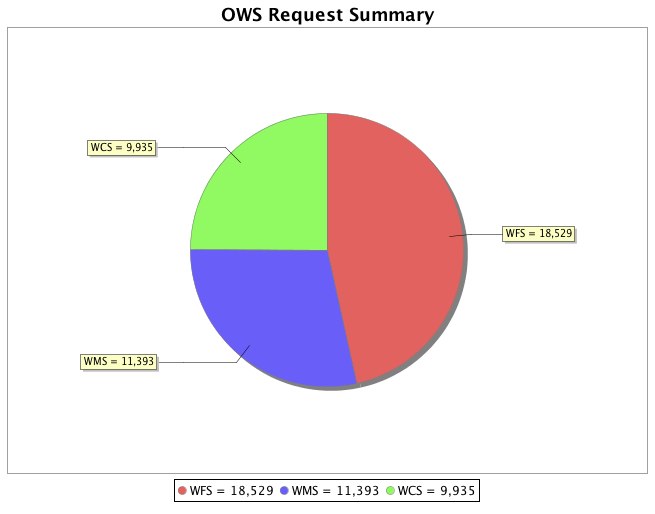 OWS Request Summary
WCS = 9,935
WFS = 18,529
WMS = 11,393
WFS = 18,529 WMS = 11,393 WCS = 9,935